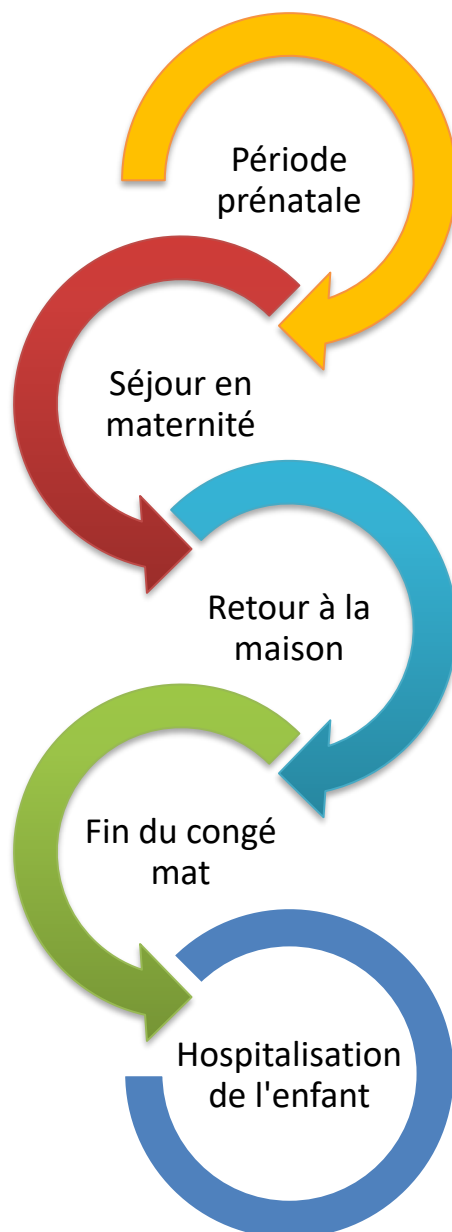 Période
prénatale
Séjour en
maternité
Retour à la
maison
Fin du congé
mat
Hospitalisation
de l'enfant